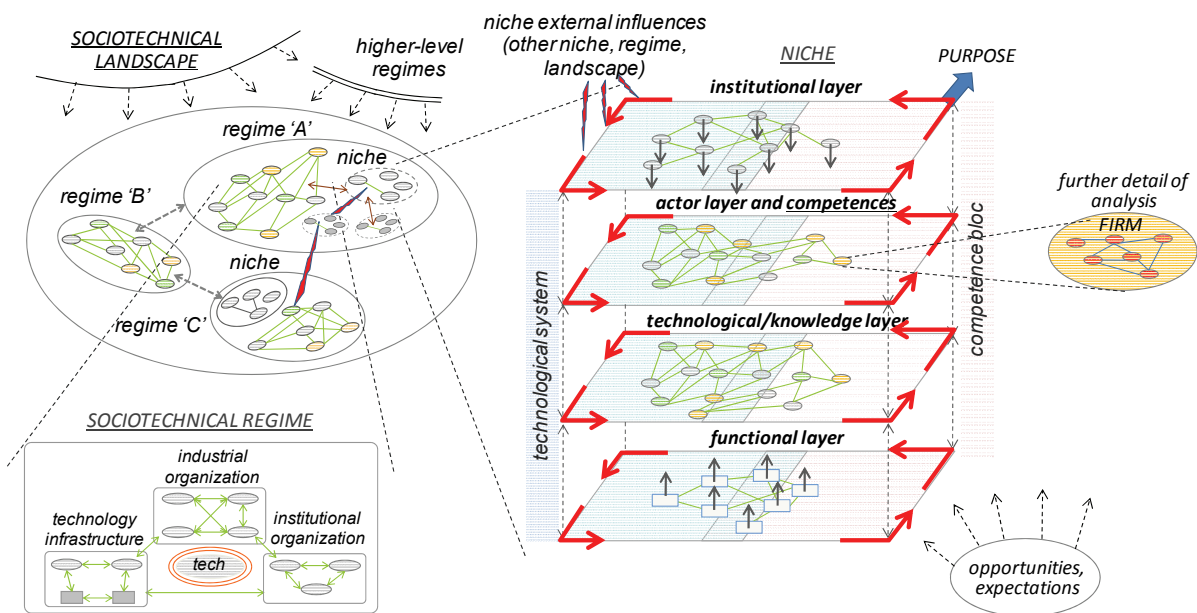 SOCIOTECHNICAL
LANDSCAPE
higher-level
regimes
regime ‘A’
niche
regime ‘B’
niche
regime ‘C’
SOCIOTECHNICAL REGIME
industrial
organization
technology
infrastructure
institutional
organization
tech
niche external influences
(other niche, regime,
landscape)
NICHE
PURPOSE
institutional layer
actor layer and competences
technological/knowledge layer
functional layer
technological system
competence bloc
further detail of
analysis
FIRM
opportunities,
expectations